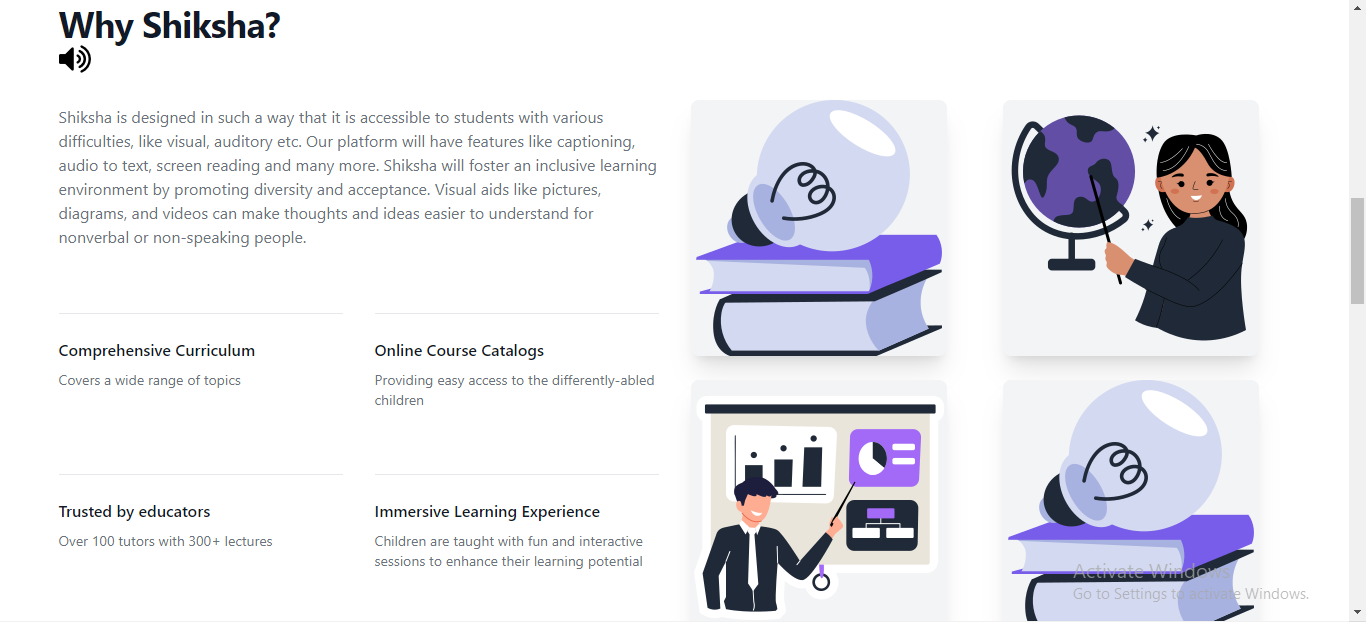 Why Shiksha?
Shiksha is designed in such a way that it is accessible to students with various
difficulties, like visual, auditory etc. Our platform will have features like captioning,
audio to text, screen reading and many more. Shiksha will foster an inclusive learning
environment by promoting diversity and acceptance. Visual aids like pictures,
diagrams, and videos can make thoughts and ideas easier to understand for
nonverbal or non-speaking people.
Comprehensive Curriculum
Covers a wide range of topics
Online Course Catalogs
Providing easy access to the differently-abled
children
Trusted by educators
Over 100 tutors with 300+ lectures
Immersive Learning Experience
Children are taught with fun and interactive
sessions to enhance their learning potential
Activate Windows
Go to Settings to activate Windows.